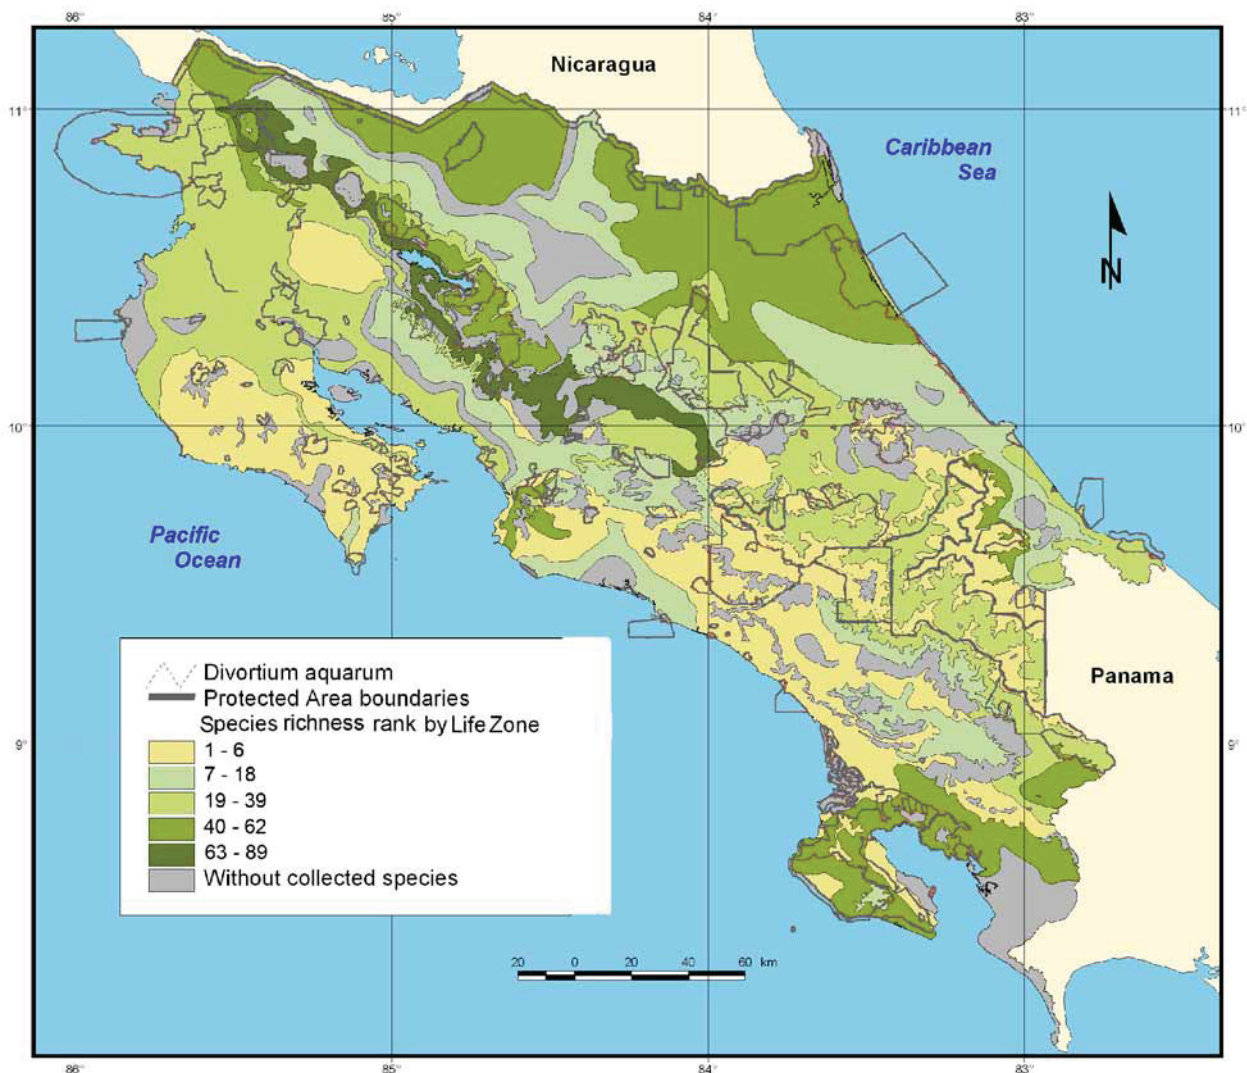 86°
85°
84°
83°
Nicaragua
11°
11°
Caribbean
Sea
N
10°
10°
Pacific
Ocean
Divortium aquarum
Protected Area boundaries
Species richness rank by Life Zone
Panama
9°
9°
1 - 6
7 - 18
19 - 39
40 - 62
63 - 89
Without collected species
20 0 20 40 60 km
86°
85°
84°
83°